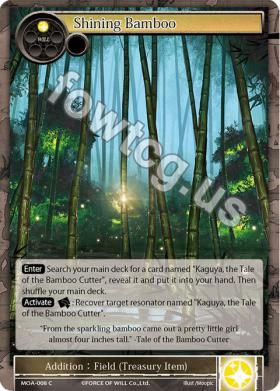 Shining Bamboo
WILL
fowtcg.us
Enter Search your main deck for a card named "Kaguya, the Tale
of the Bamboo Cutter", reveal it and put it into your hand. Then
shuffle your main deck.
Activate : Recover target resonator named "Kaguya, the Tale
of the Bamboo Cutter".
"From the sparkling bamboo came out a pretty little girl
almost four inches tall." -Tale of the Bamboo Cutter
Addition : Field (Treasury Item)
MOA-008 C ©FORCE OF WILL Co.,Ltd. Illust /Moopic